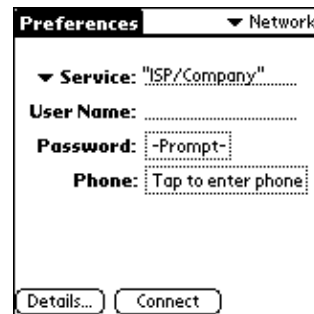 Preferences ▼ Network
▼ Service: "ISP/Company"
User Name:
Password: -Prompt-
Phone: Tap to enter phone
Details... Connect